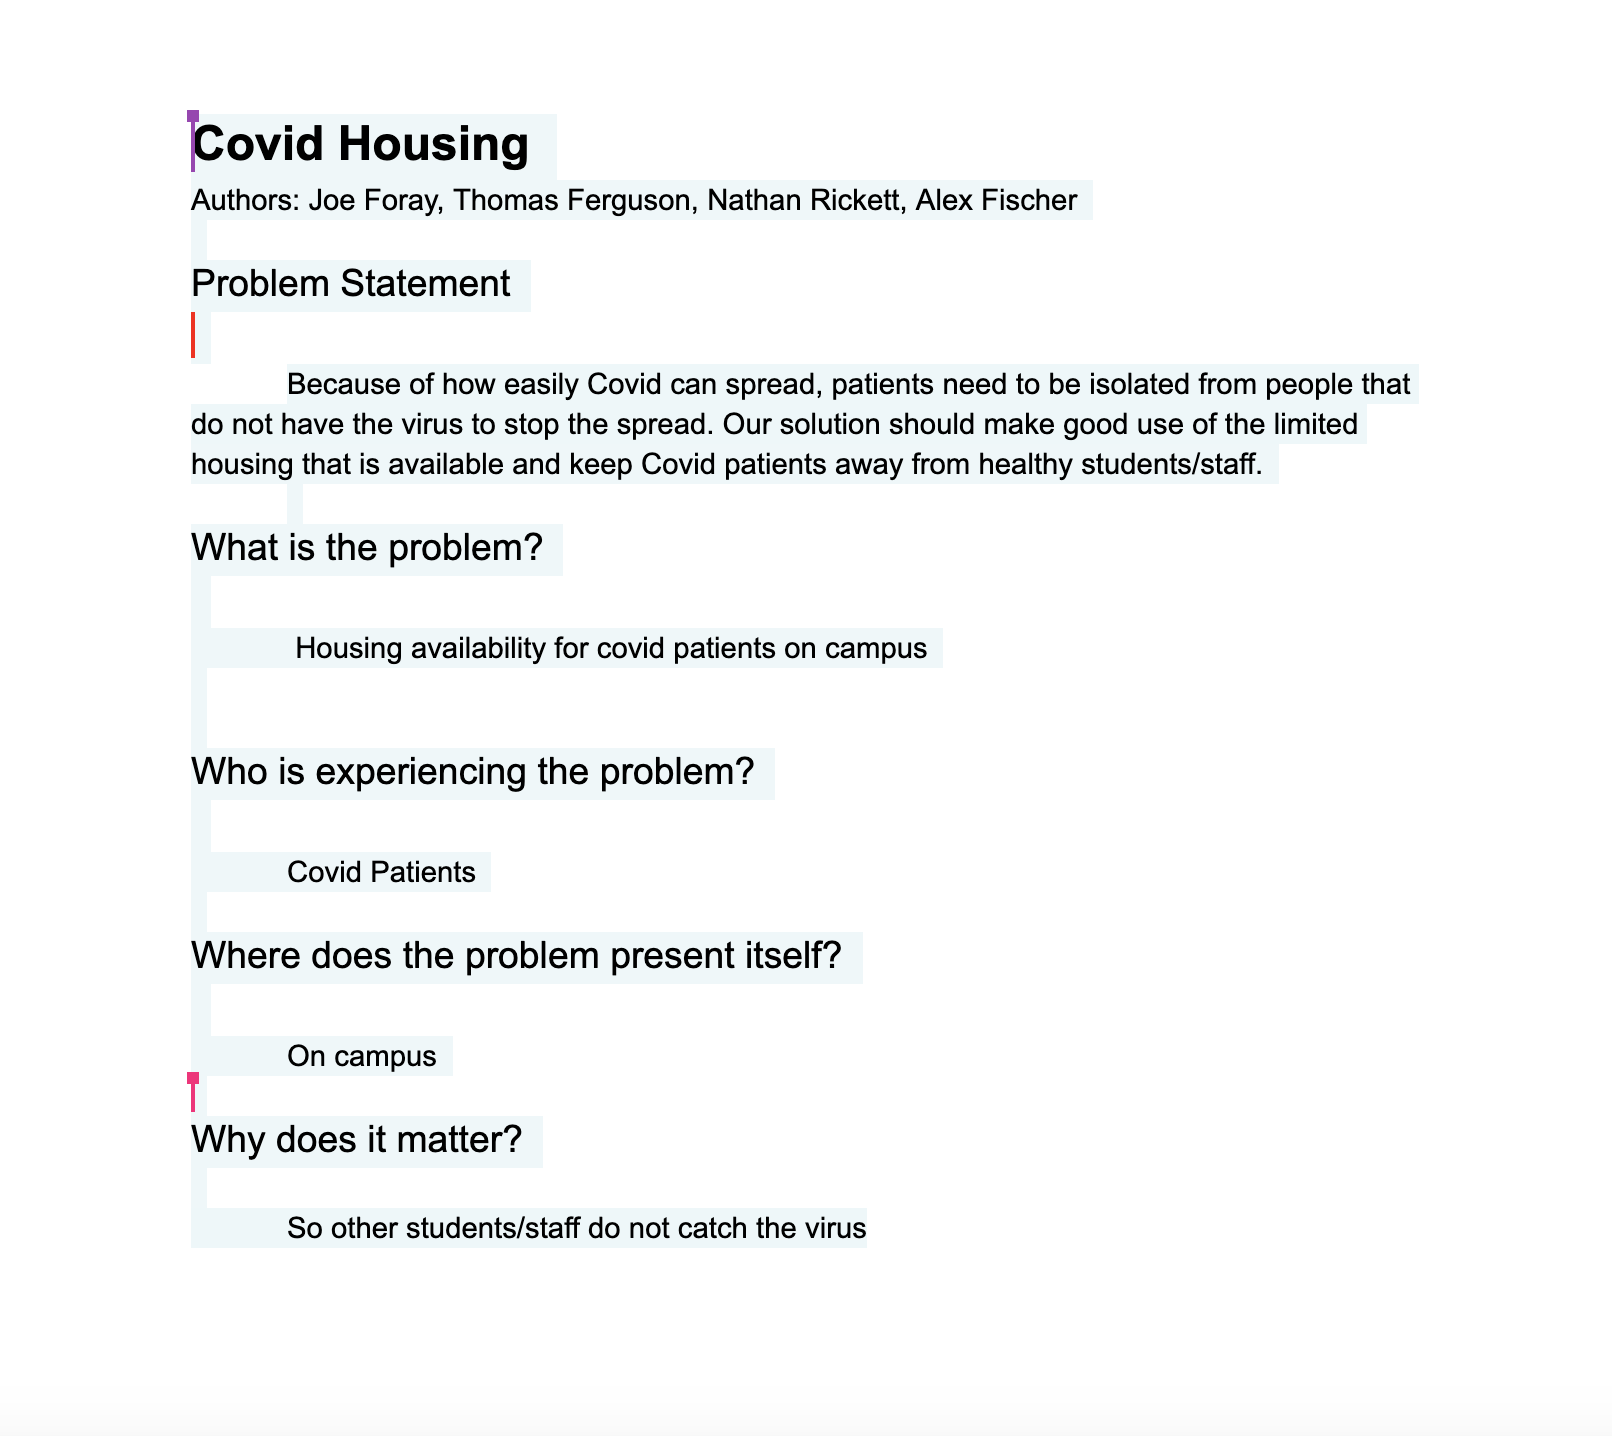 Covid Housing
Authors: Joe Foray, Thomas Ferguson, Nathan Rickett, Alex Fischer
Problem Statement
Because of how easily Covid can spread, patients need to be isolated from people that
do not have the virus to stop the spread. Our solution should make good use of the limited
housing that is available and keep Covid patients away from healthy students/staff.
What is the problem?
Housing availability for covid patients on campus
Who is experiencing the problem?
Covid Patients
Where does the problem present itself?
On campus
Why does it matter?
So other students/staff do not catch the virus